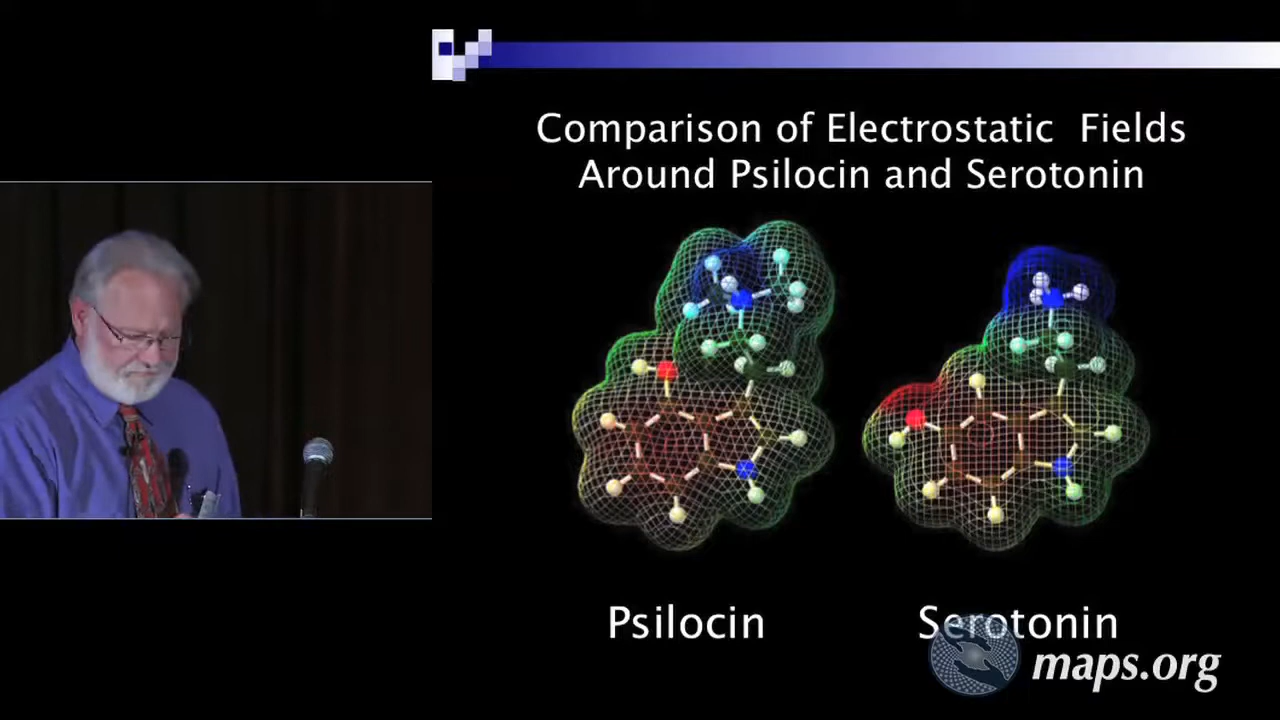 Comparison of Electrostatic Fields
Around Psilocin and Serotonin
Psilocin
Serotonin
maps.org